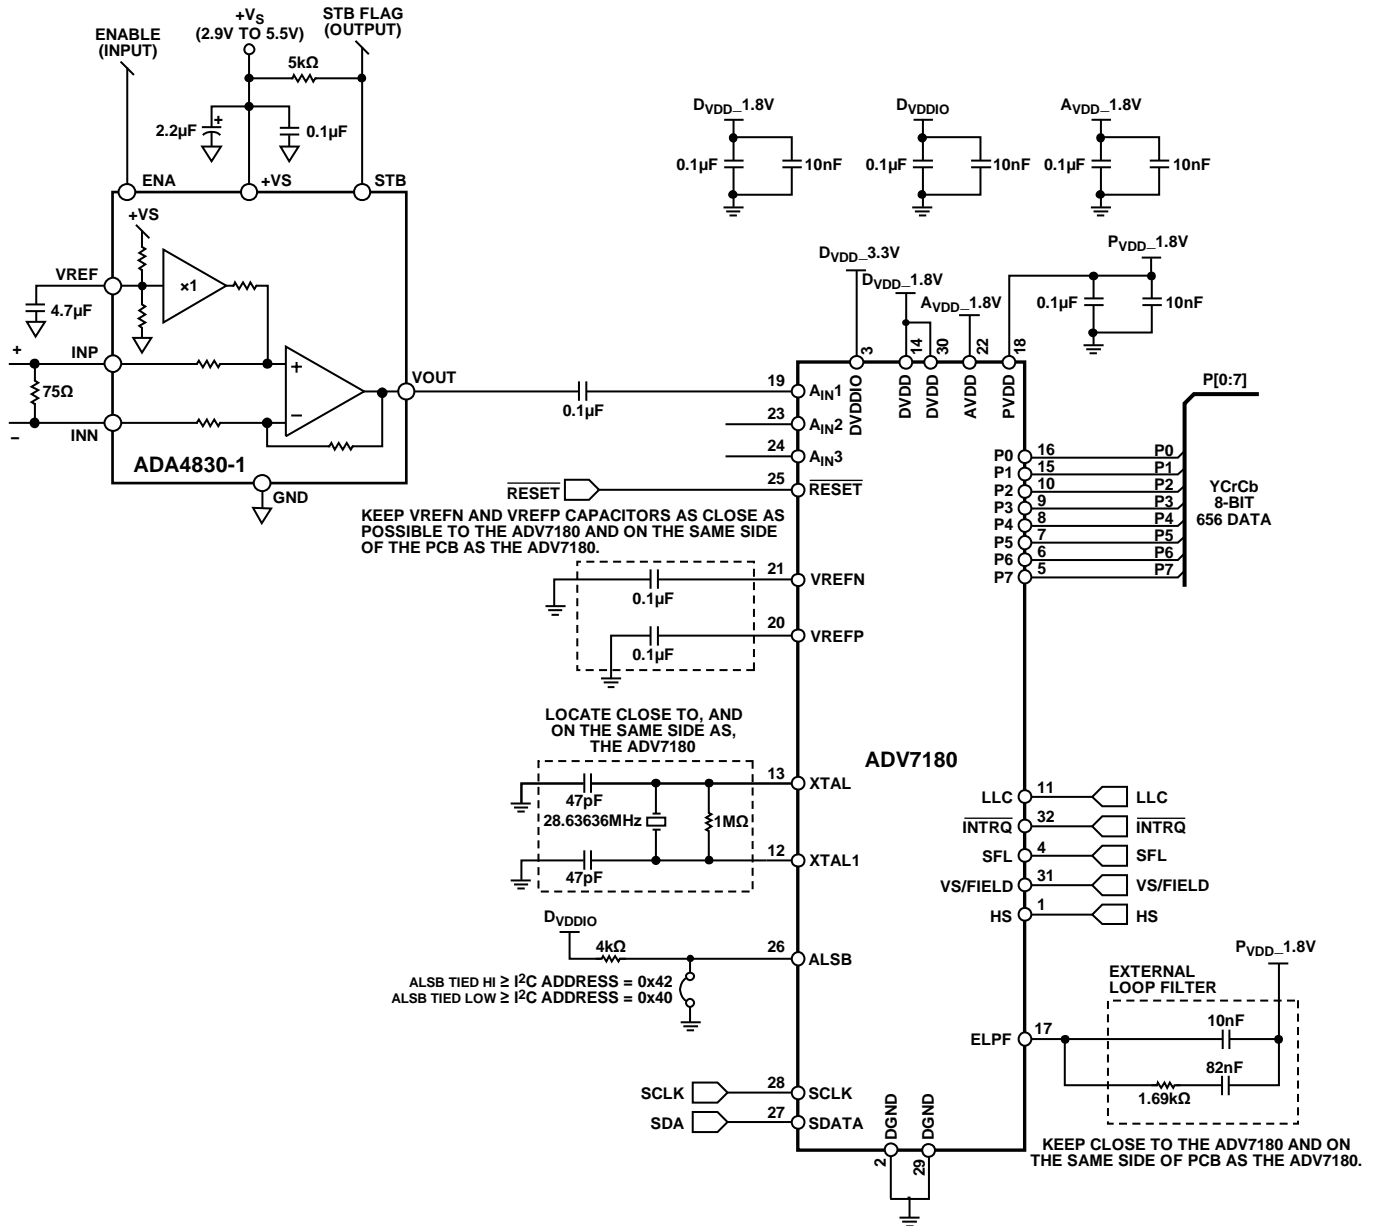 ENABLE
(INPUT)
+VS
(2.9V TO 5.5V)
STB FLAG
(OUTPUT)
5kΩ
2.2µF
+
0.1µF
ENA
+VS
STB
+VS
VREF
×1
4.7µF
+
INP
75Ω
INN
–
+
–
VOUT
ADA4830-1
GND
0.1µF
DVDD_1.8V
0.1µF
10nF
DVDDIO
0.1µF
10nF
AVDD_1.8V
0.1µF
10nF
DVDD_3.3V
DVDD_1.8V
AVDD_1.8V
PVDD_1.8V
0.1µF
10nF
3
14
30
22
18
DVDDIO
DVDD
DVDD
AVDD
PVDD
19
AIN1
23
AIN2
24
AIN3
RESET
25
RESET
KEEP VREFN AND VREFP CAPACITORS AS CLOSE AS
POSSIBLE TO THE ADV7180 AND ON THE SAME SIDE
OF THE PCB AS THE ADV7180.
21
VREFN
0.1µF
20
VREFP
0.1µF
LOCATE CLOSE TO, AND
ON THE SAME SIDE AS,
THE ADV7180
13
XTAL
47pF
28.63636MHz
1MΩ
12
XTAL1
47pF
ADV7180
DVDDIO
4kΩ
26
ALSB
ALSB TIED HI ≥ I2C ADDRESS = 0x42
ALSB TIED LOW ≥ I2C ADDRESS = 0x40
SCLK
28
SCLK
SDA
27
SDATA
DGND
DGND
2
29
P[0:7]
P0
16
P0
P1
15
P1
P2
10
P2
P3
9
P3
P4
8
P4
P5
7
P5
P6
6
P6
P7
5
P7
YCrCb
8-BIT
656 DATA
LLC
11
LLC
INTRQ
32
INTRQ
SFL
4
SFL
VS/FIELD
31
VS/FIELD
HS
1
HS
PVDD_1.8V
EXTERNAL
LOOP FILTER
ELPF
17
10nF
82nF
1.69kΩ
KEEP CLOSE TO THE ADV7180 AND ON
THE SAME SIDE OF PCB AS THE ADV7180.